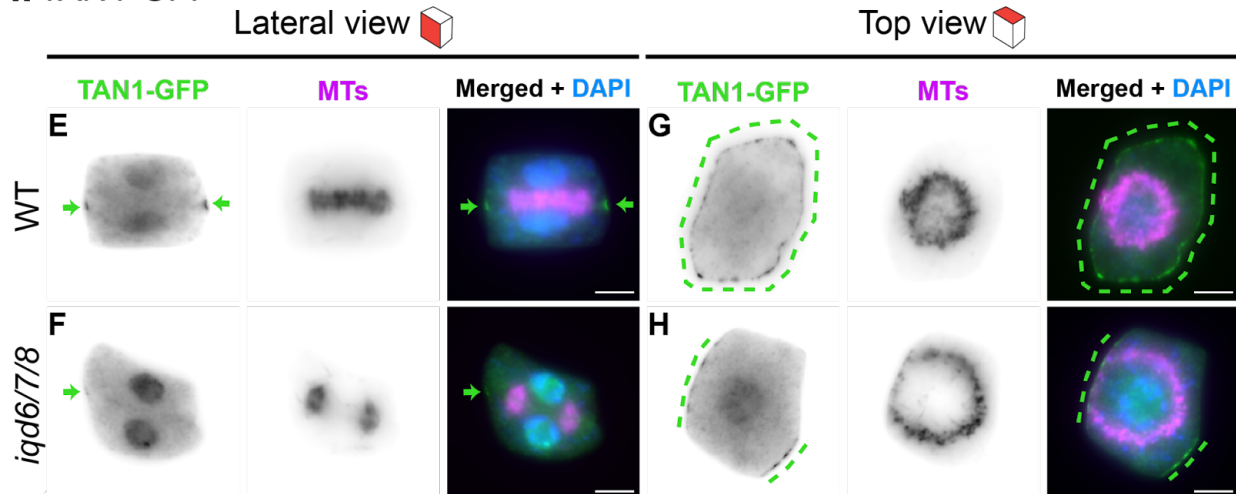 Lateral view
Top view
TAN1-GFP
MTs
Merged + DAPI
TAN1-GFP
MTs
Merged + DAPI
WT
E
G
iqd6/7/8
F
H